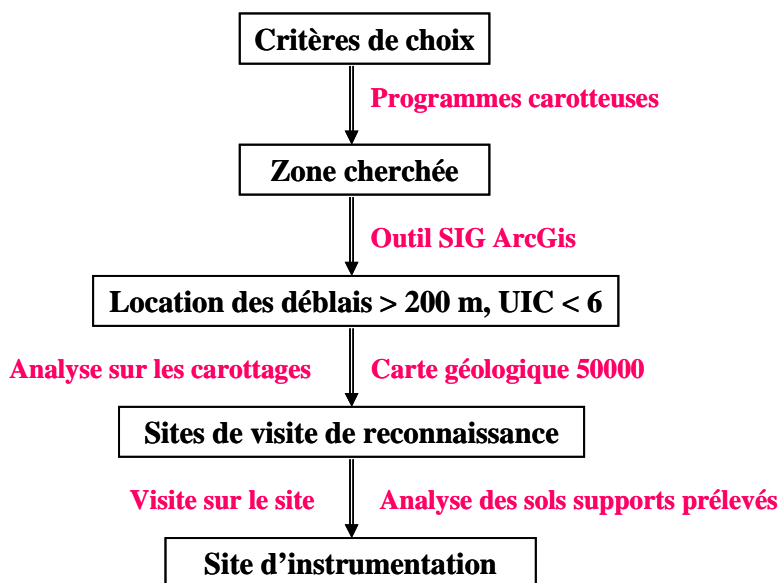 Critères de choix
Programmes carotteuses
Zone cherchée
Outil SIG ArcGis
Location des déblais > 200 m, UIC < 6
Analyse sur les carottages
Carte géologique 50000
Sites de visite de reconnaissance
Visite sur le site
Analyse des sols supports prélevés
Site d’instrumentation